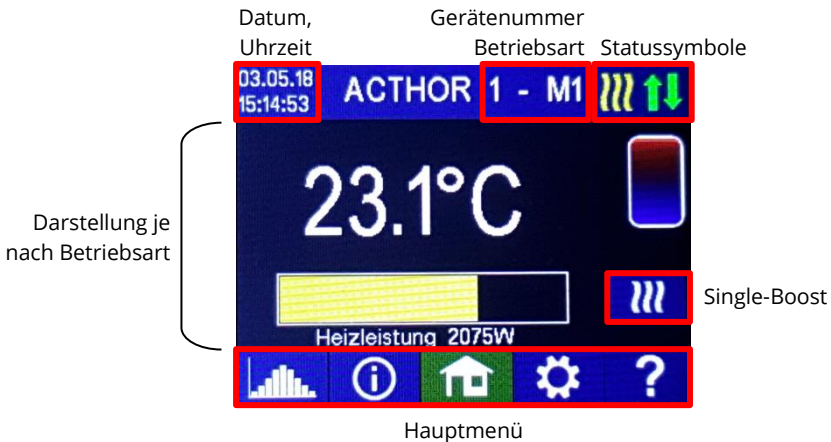 Datum,
Uhrzeit
Gerätenummer
Betriebsart
Statussymbole
03.05.18
15:14:53
ACTHOR 1 - M1
Darstellung je
nach Betriebsart
23.1°C
Single-Boost
Heizleistung 2075W
?
Hauptmenü